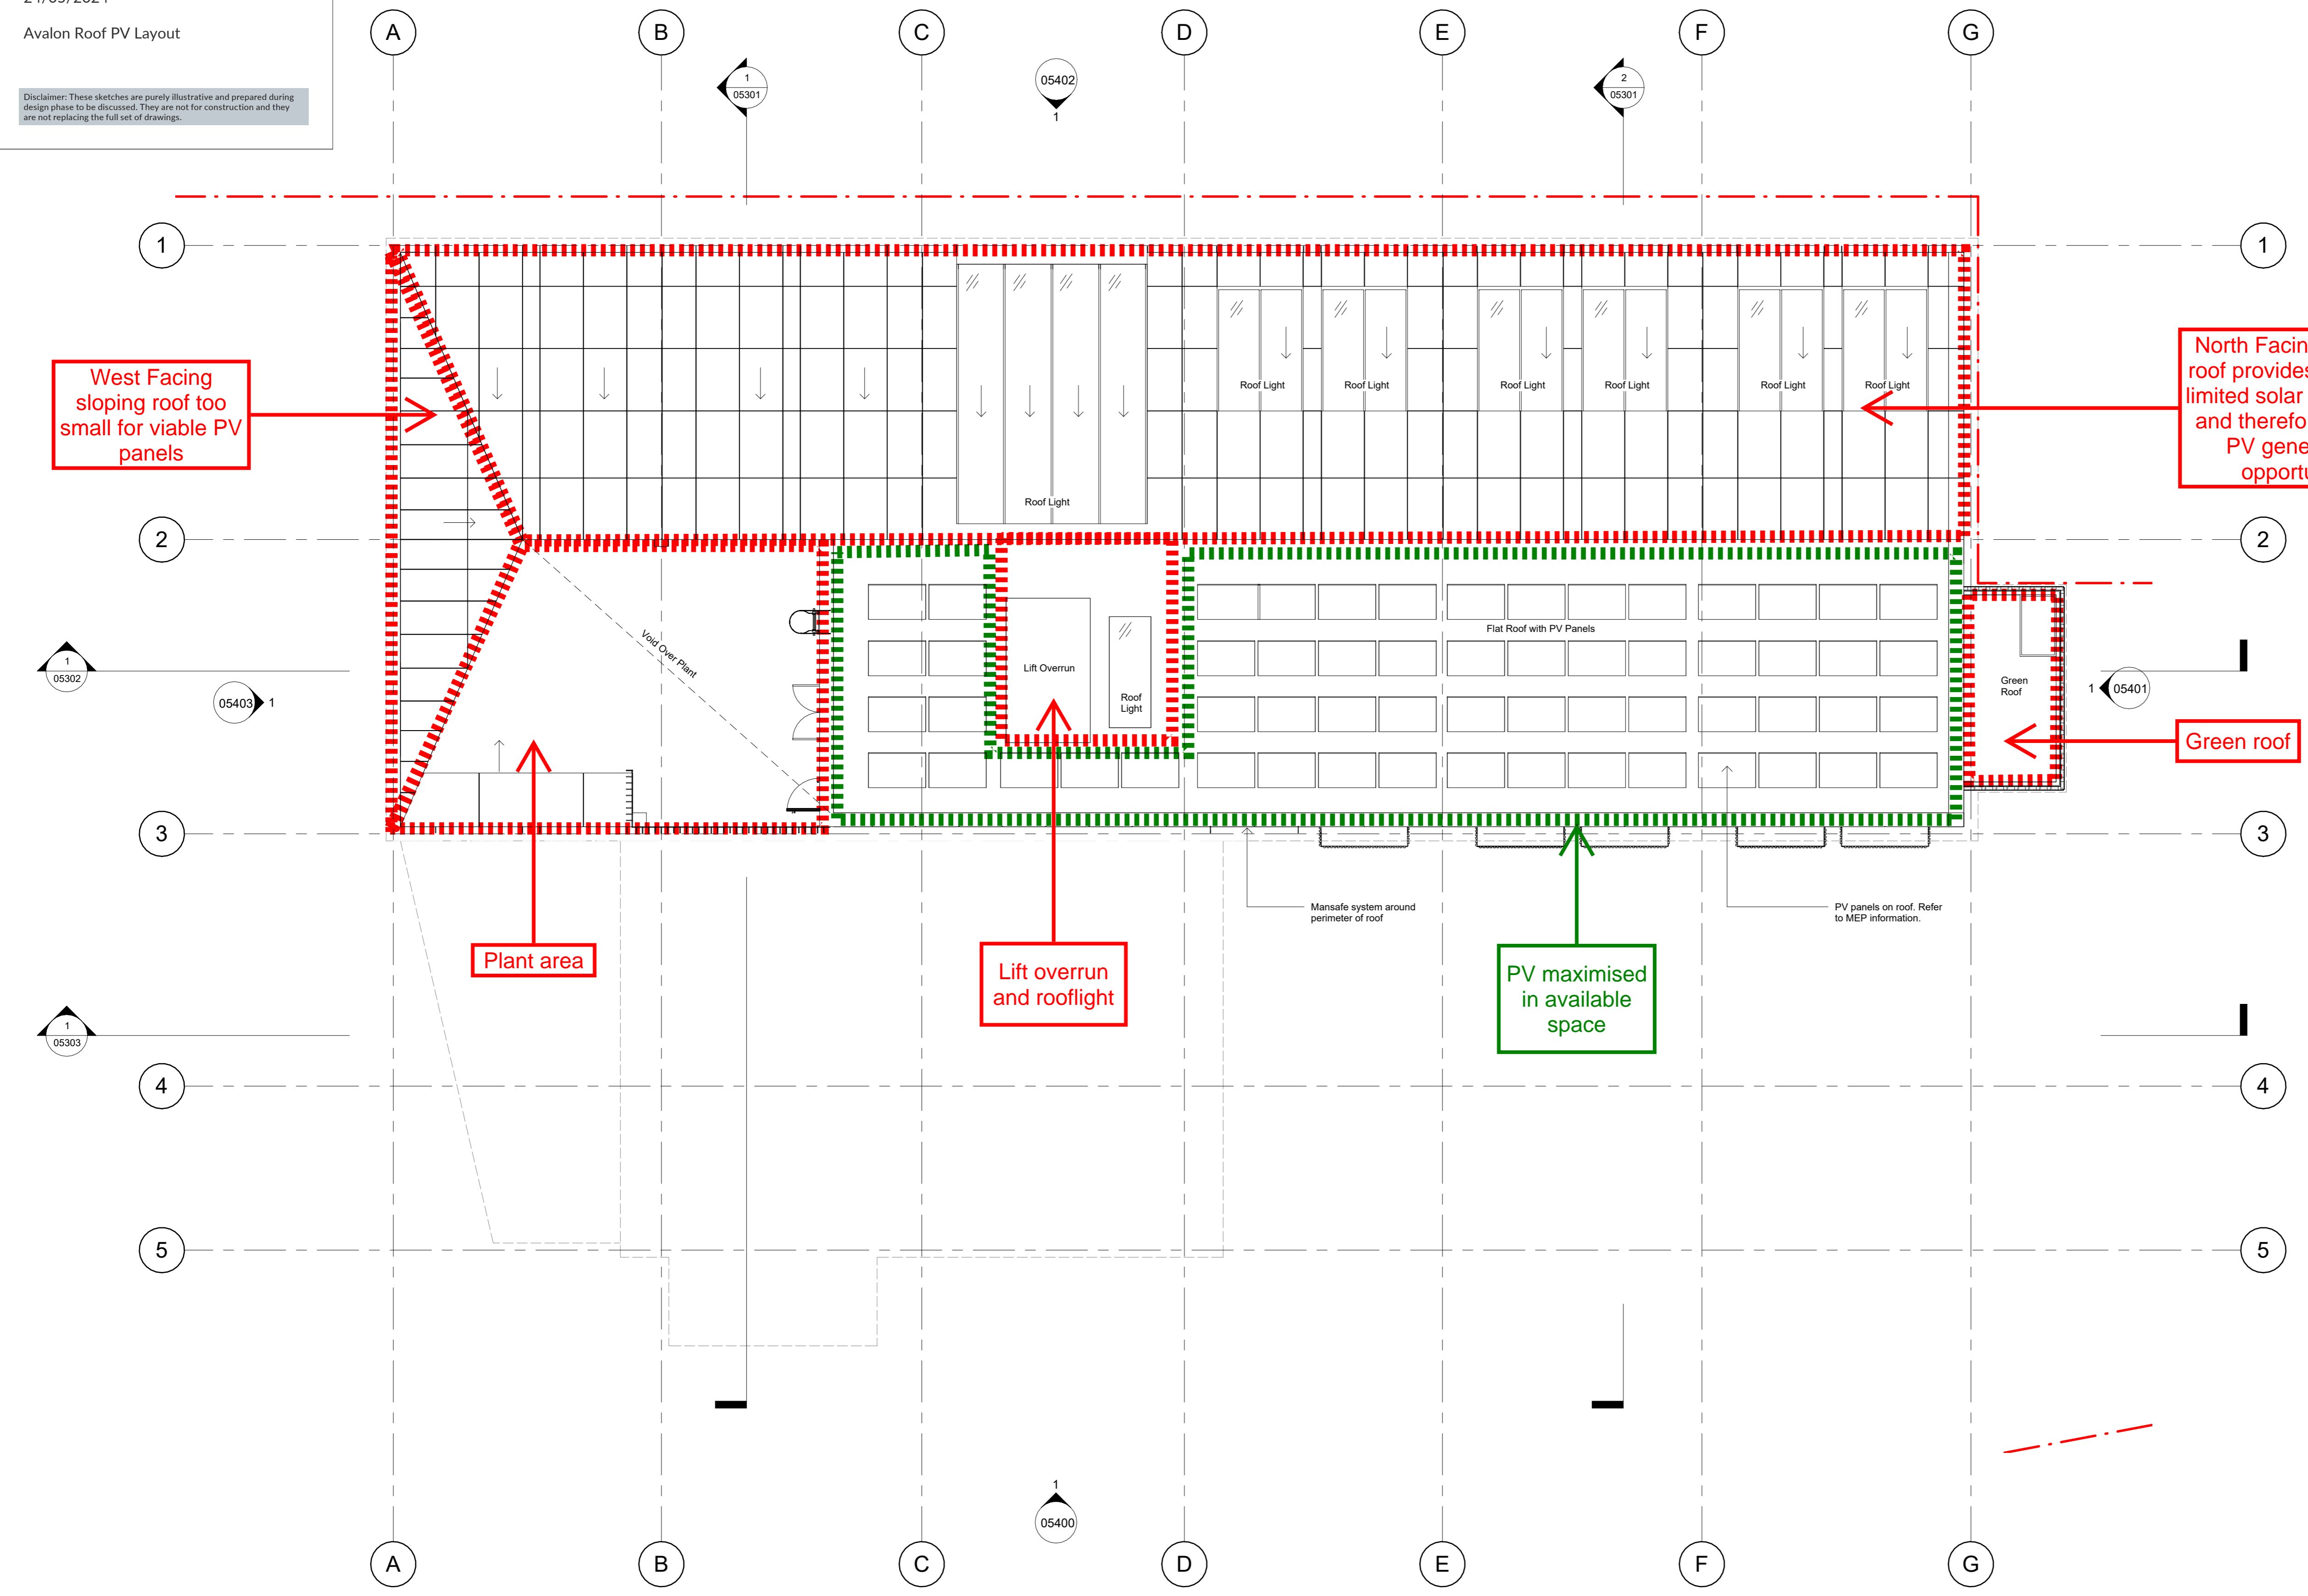 Avalon Roof PV Layout
Disclaimer: These sketches are purely illustrative and prepared during
design phase to be discussed. They are not for construction and they
are not replacing the full set of drawings.
A
B
C
D
E
F
G
1
05301
05402
1
2
05301
1
1
West Facing
sloping roof too
small for viable PV
panels
North Facin
roof provides
limited solar
and therefo
PV gene
opportu
Roof Light
Roof Light
Roof Light
Roof Light
Roof Light
Roof Light
Roof Light
2
2
Void Over Plant
Lift Overrun
Roof
Light
Flat Roof with PV Panels
Green
Roof
1
05302
05403
1
1
05401
Green roof
3
3
Mansafe system around
perimeter of roof
PV panels on roof. Refer
to MEP information.
Plant area
Lift overrun
and rooflight
PV maximised
in available
space
1
05303
4
4
5
5
1
05400
A
B
C
D
E
F
G